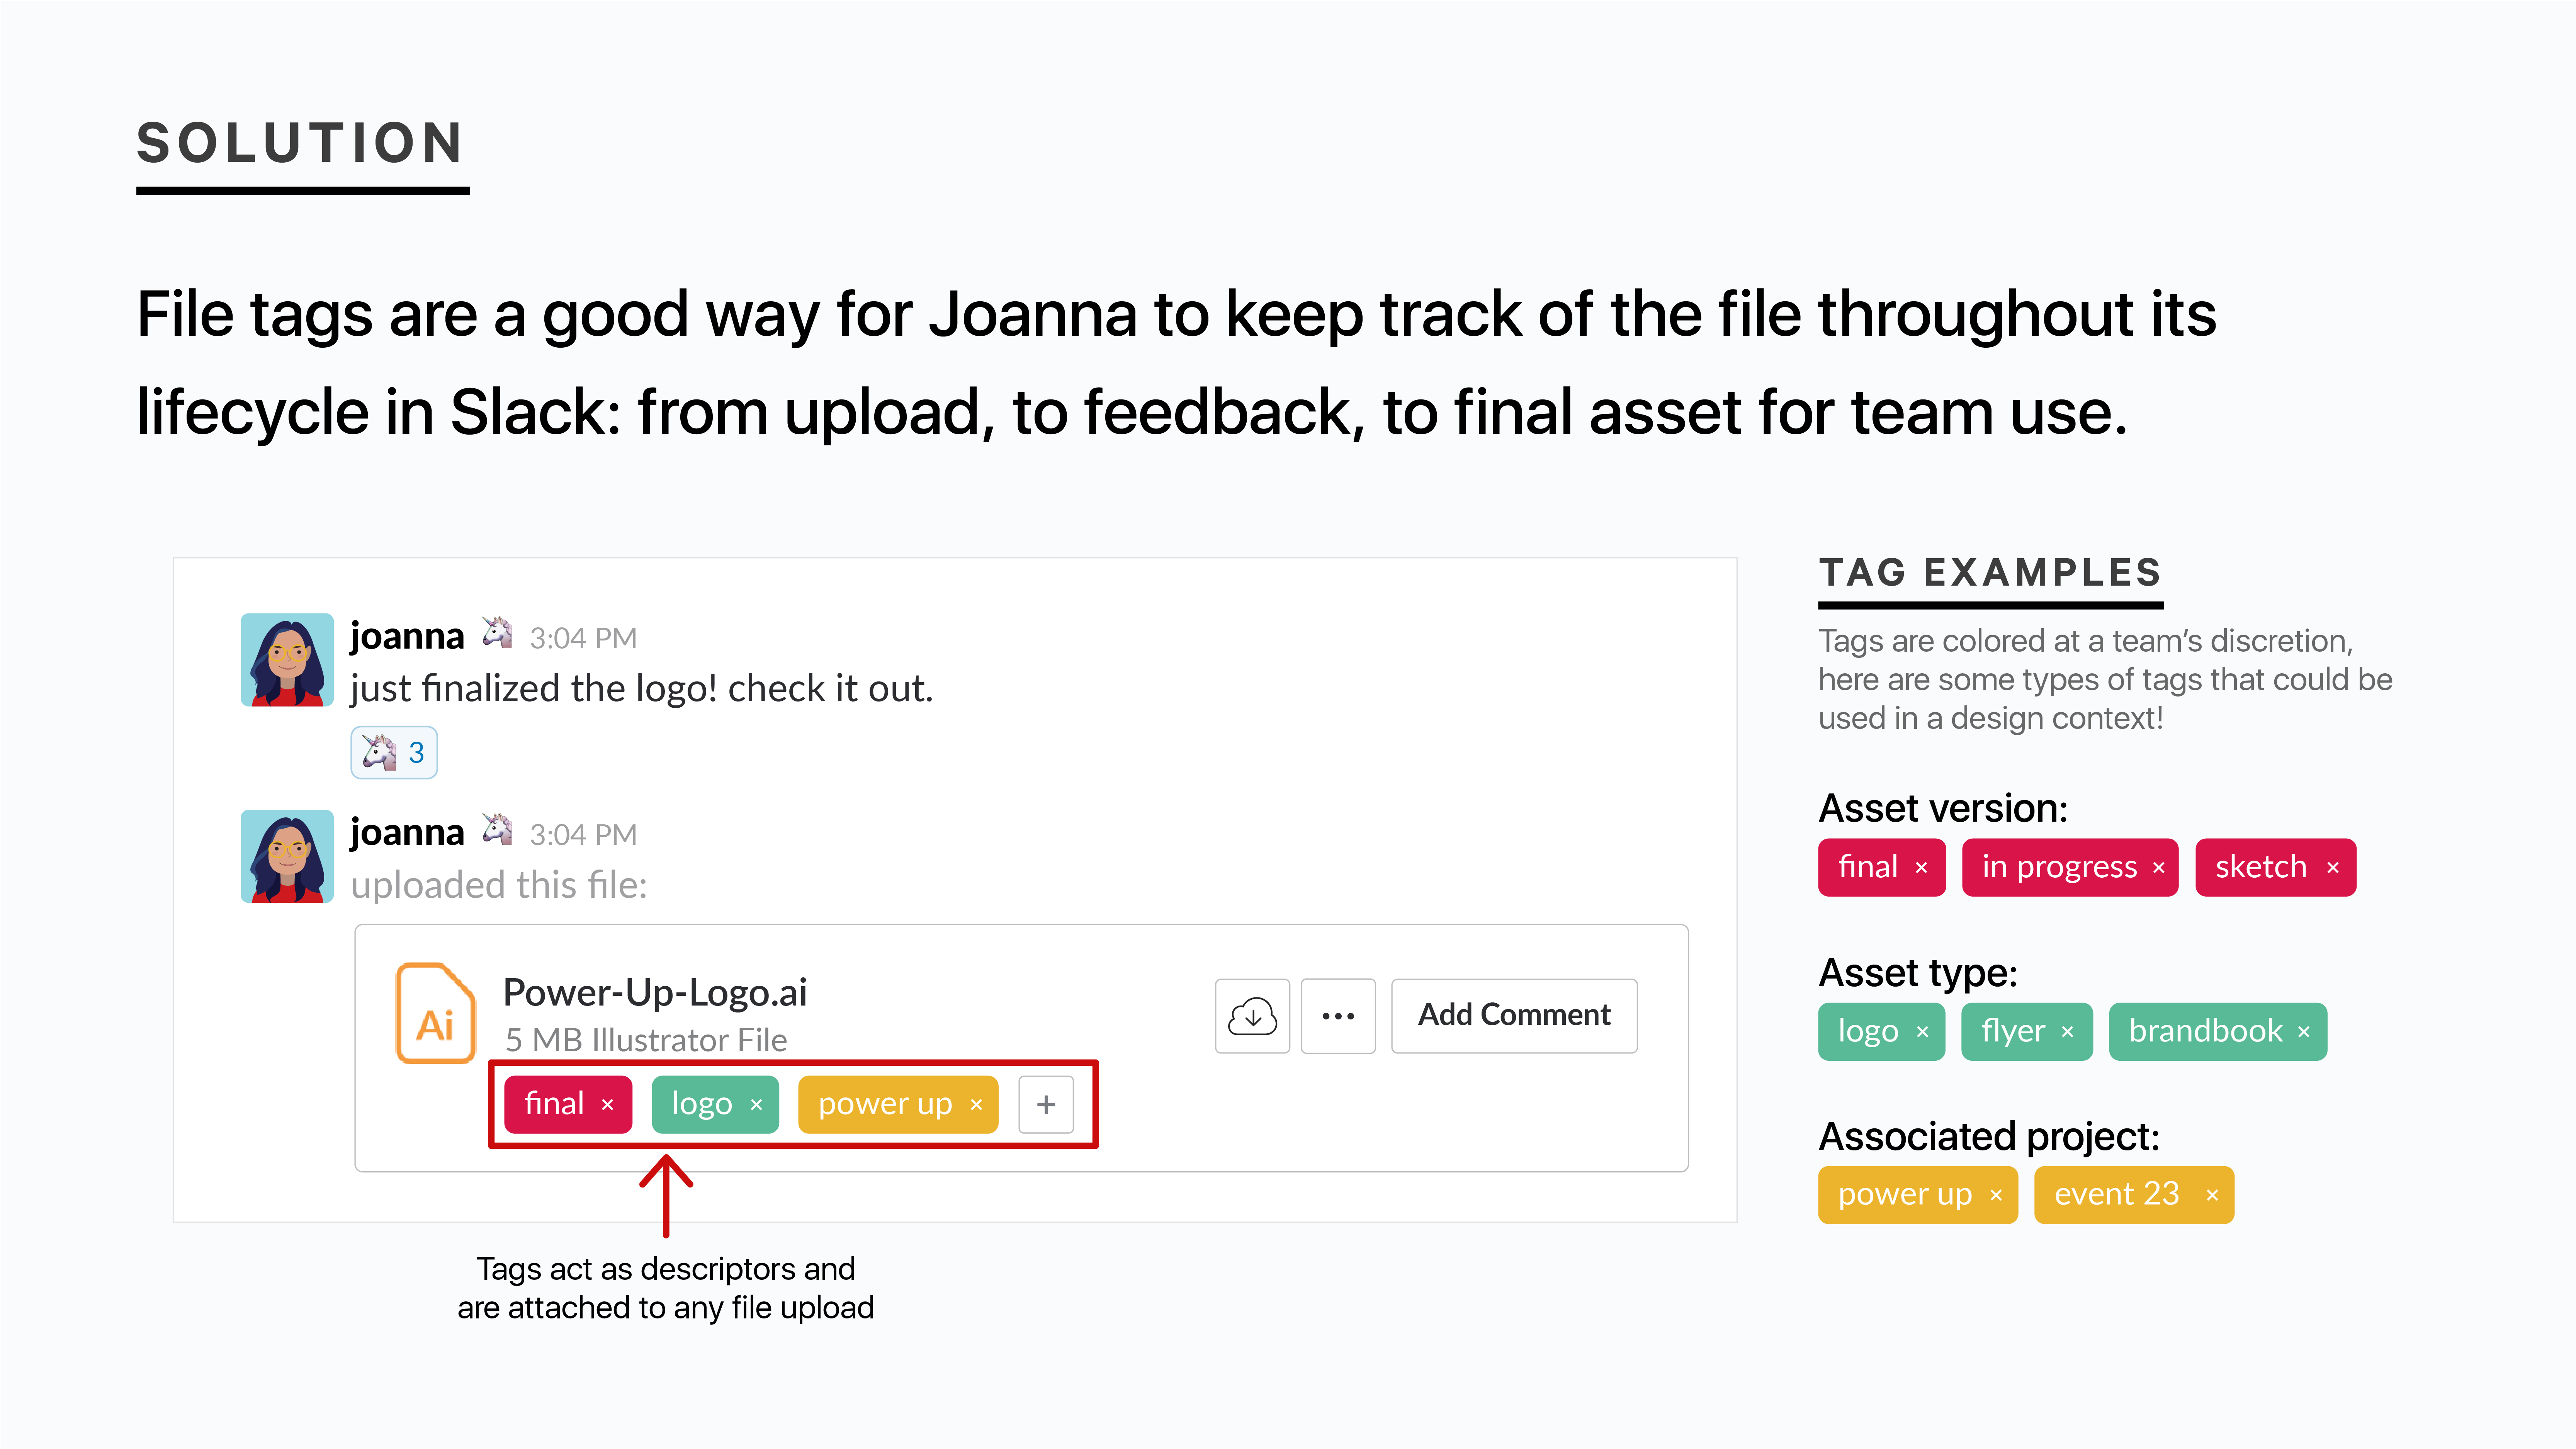 SOLUTION
File tags are a good way for Joanna to keep track of the file throughout its
lifecycle in Slack: from upload, to feedback, to final asset for team use.
joanna 3:04 PM
just finalized the logo! check it out.
3
joanna 3:04 PM
uploaded this file:
Ai
Power-Up-Logo.ai
5 MB Illustrator File
••• Add Comment
final × logo × power up × +
Tags act as descriptors and
are attached to any file upload
TAG EXAMPLES
Tags are colored at a team’s discretion,
here are some types of tags that could be
used in a design context!
Asset version:
final × in progress × sketch ×
Asset type:
logo × flyer × brandbook ×
Associated project:
power up × event 23 ×